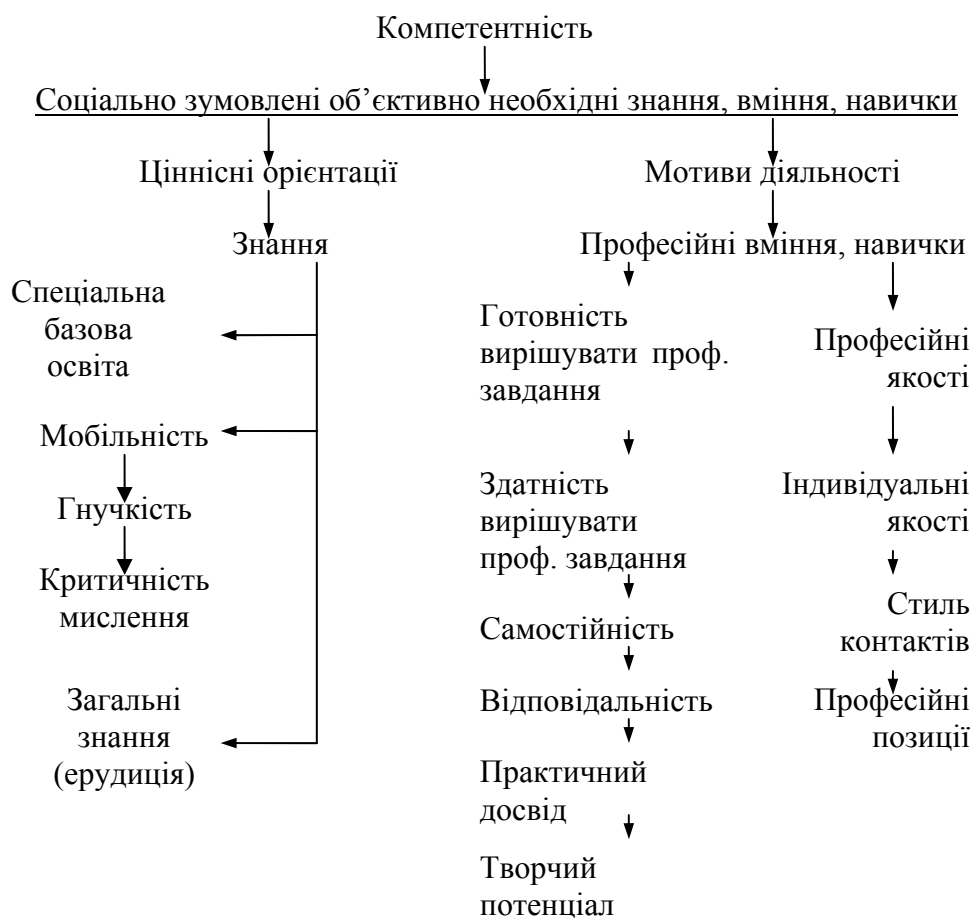 Компетентність
Соціально зумовлені об’єктивно необхідні знання, вміння, навички
Ціннісні орієнтації
Мотиви діяльності
Знання
Професійні вміння, навички
Спеціальна
базова
освіта
Мобільність
Гнучкість
Критичність
мислення
Загальні
знання
(ерудиція)
Готовність
вирішувати проф.
завдання
Здатність
вирішувати
проф. завдання
Самостійність
Відповідальність
Практичний
досвід
Творчий
потенціал
Професійні
якості
Індивідуальні
якості
Стиль
контактів
Професійні
позиції